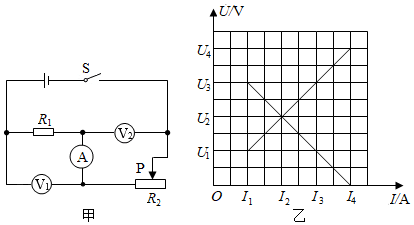 S
R₁
V₂
A
V₁
P
R₂
甲
U/V
U₄
U₃
U₂
U₁
O I₁ I₂ I₃ I₄ I/A
乙